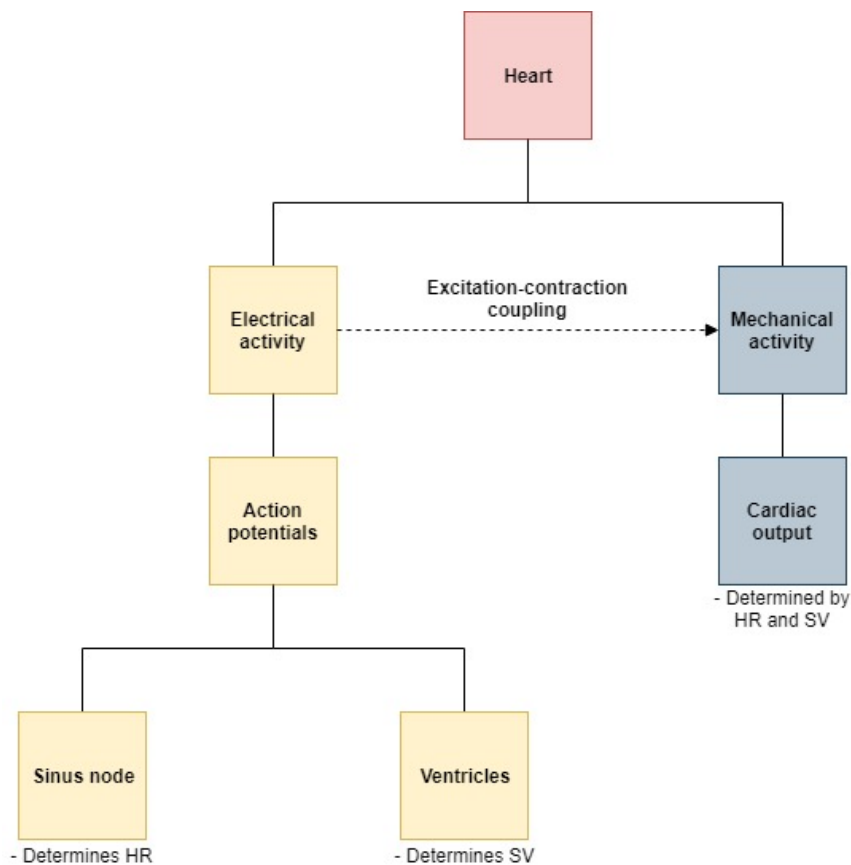 Heart
Excitation-contraction
coupling
Electrical
activity
Mechanical
activity
Action
potentials
Cardiac
output
- Determined by
HR and SV
Sinus node
Ventricles
- Determines HR
- Determines SV